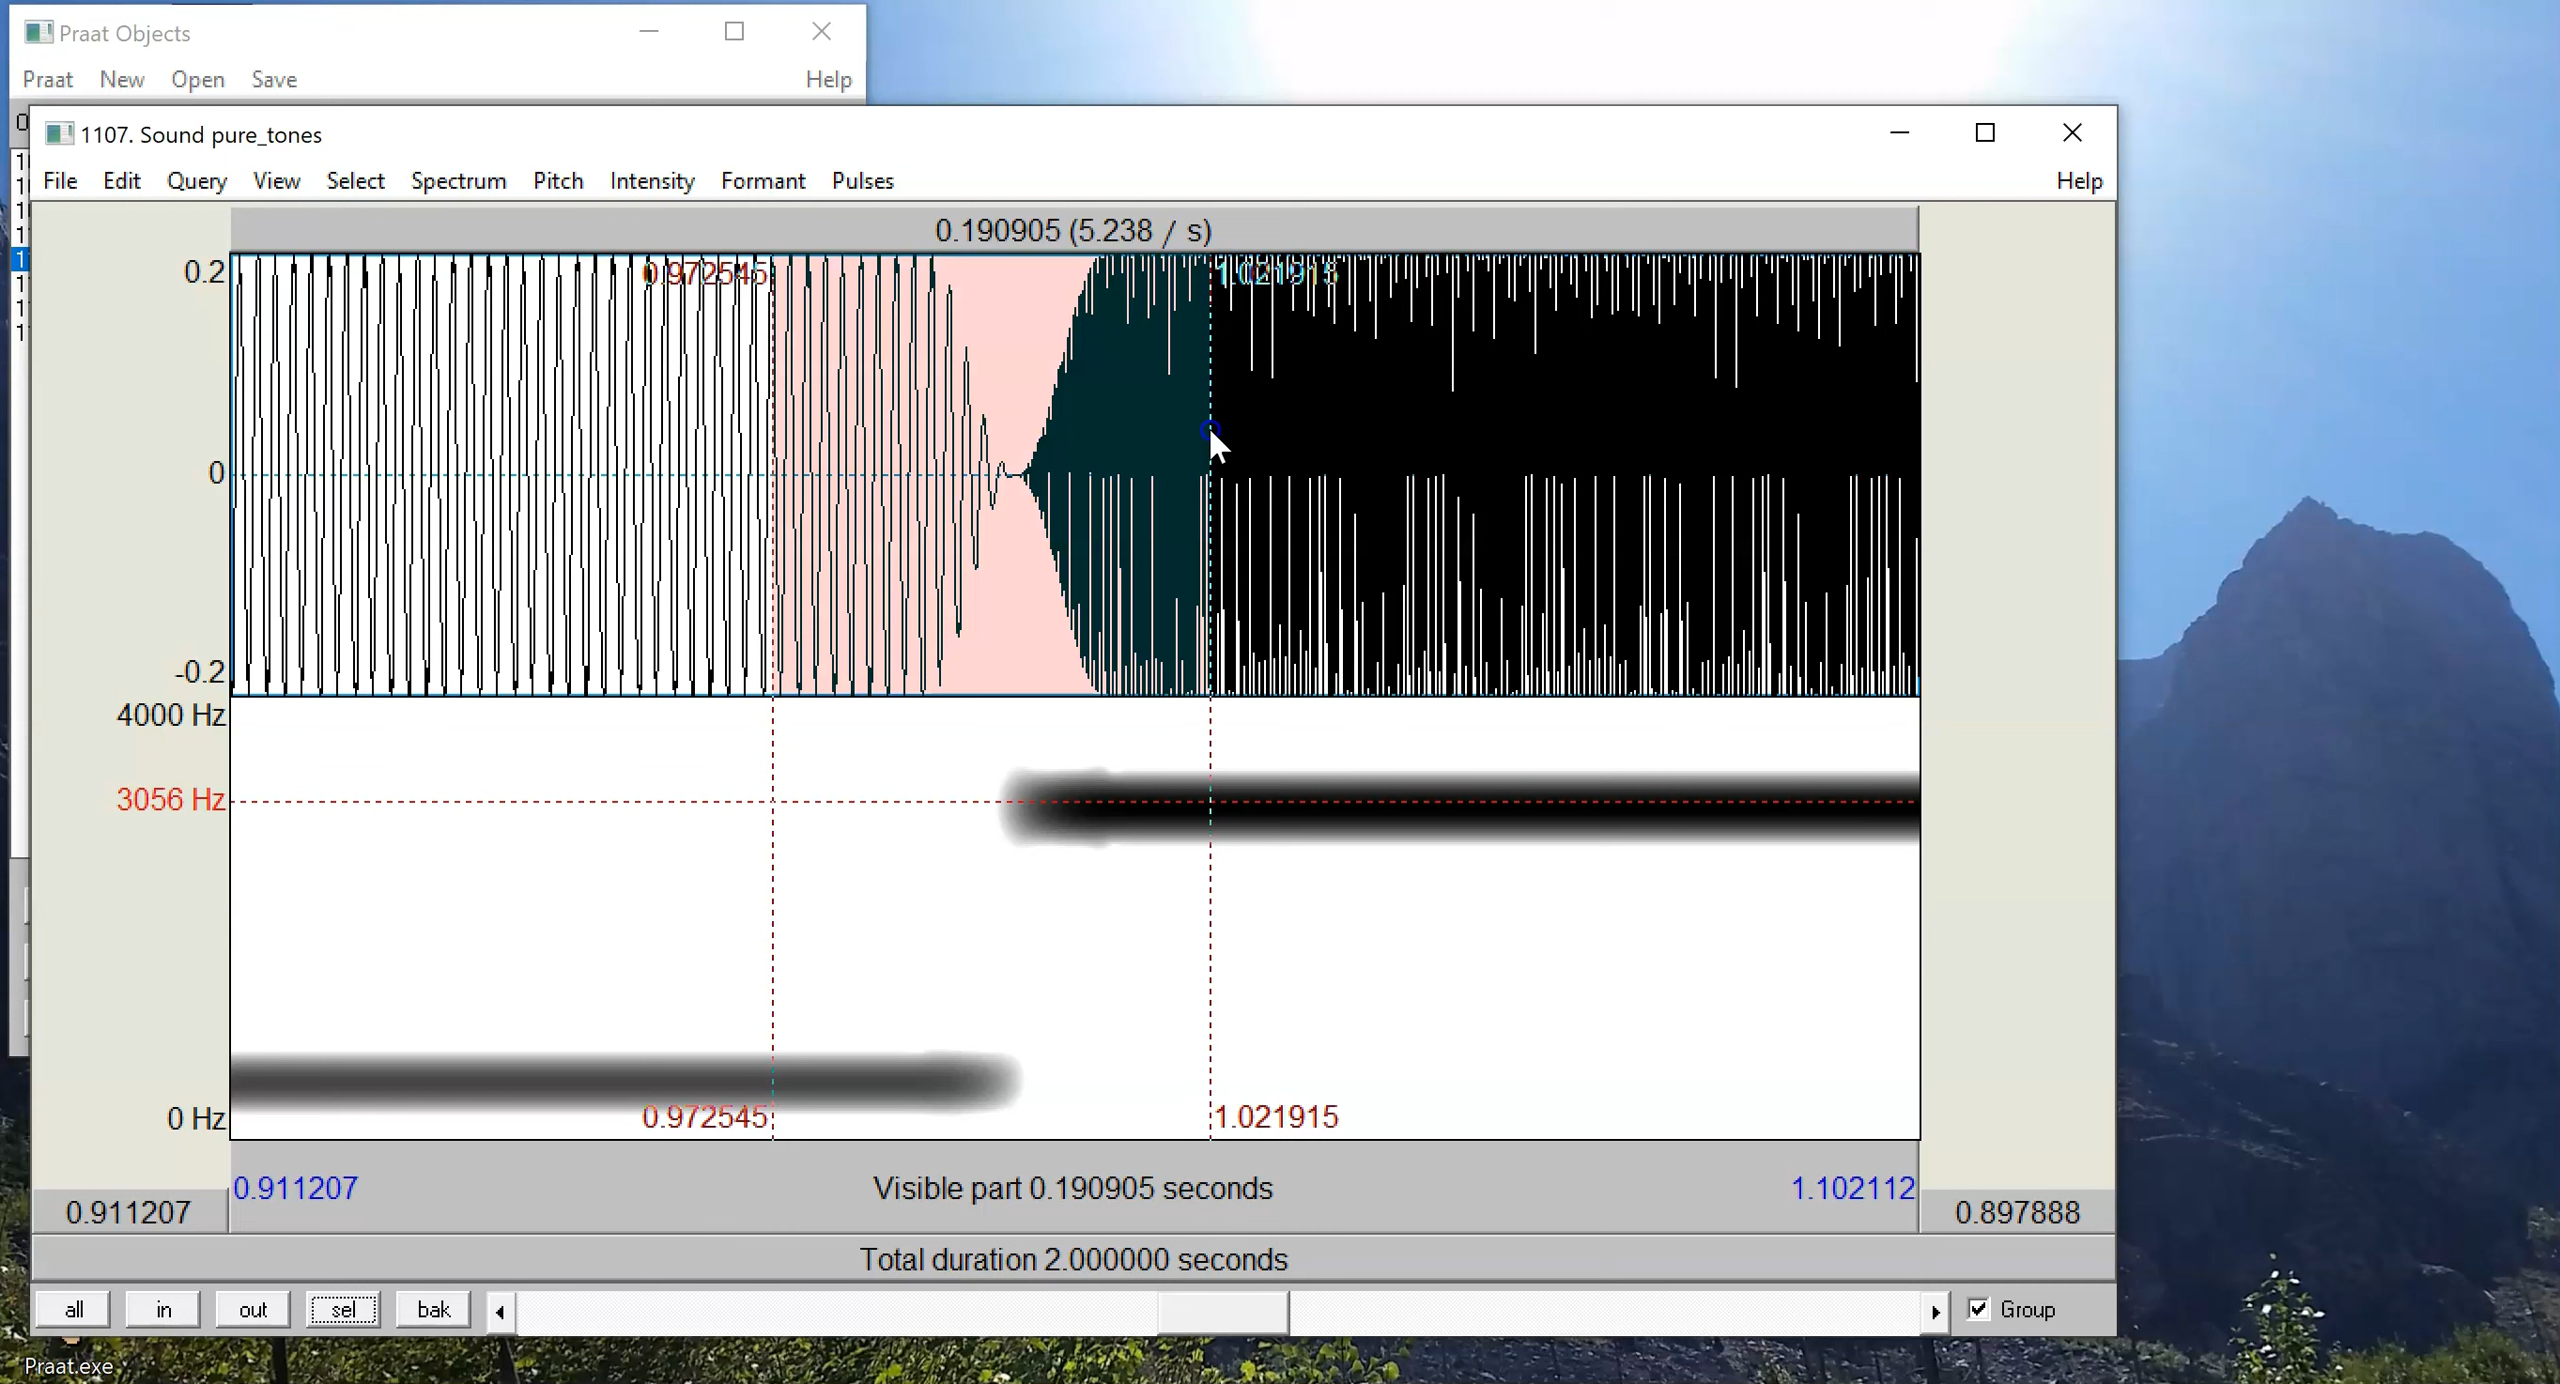 Praat Objects
Praat New Open Save Help
1107. Sound pure_tones
File Edit Query View Select Spectrum Pitch Intensity Formant Pulses Help
0.190905 (5.238 / s)
0.2
0.972545 1.021915
0
-0.2
4000 Hz
3056 Hz
0 Hz
0.972545 1.021915
0.911207 Visible part 0.190905 seconds 1.102112
0.911207 0.897888
Total duration 2.000000 seconds
all in out sel bak Group
Praat.exe